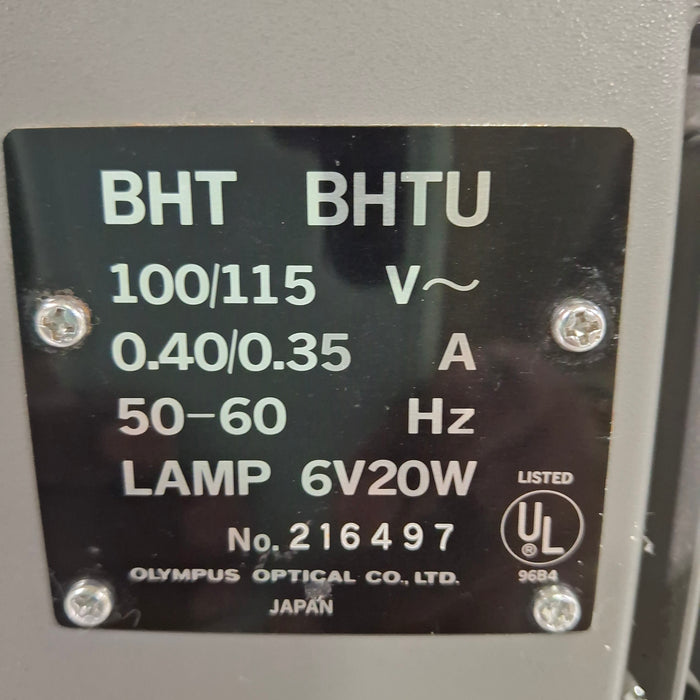 BHT BHTU
100/115 V~
0.40/0.35 A
50-60 Hz
LAMP 6V20W
LISTED
UL
®
96B4
No. 216497
OLYMPUS OPTICAL CO., LTD.
JAPAN